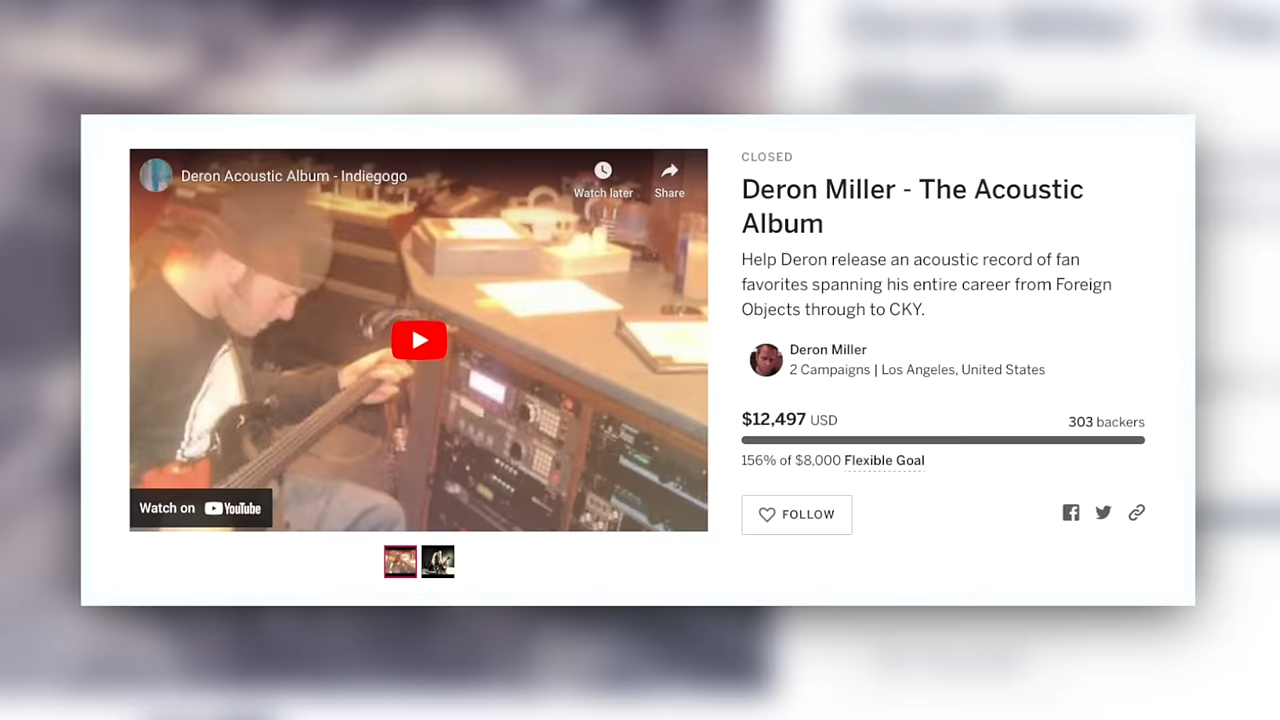 Deron Acoustic Album - Indiegogo
Watch later
Share
Watch on YouTube
CLOSED
Deron Miller - The Acoustic
Album
Help Deron release an acoustic record of fan
favorites spanning his entire career from Foreign
Objects through to CKY.
Deron Miller
2 Campaigns | Los Angeles, United States
$12,497 USD
303 backers
156% of $8,000 Flexible Goal
FOLLOW